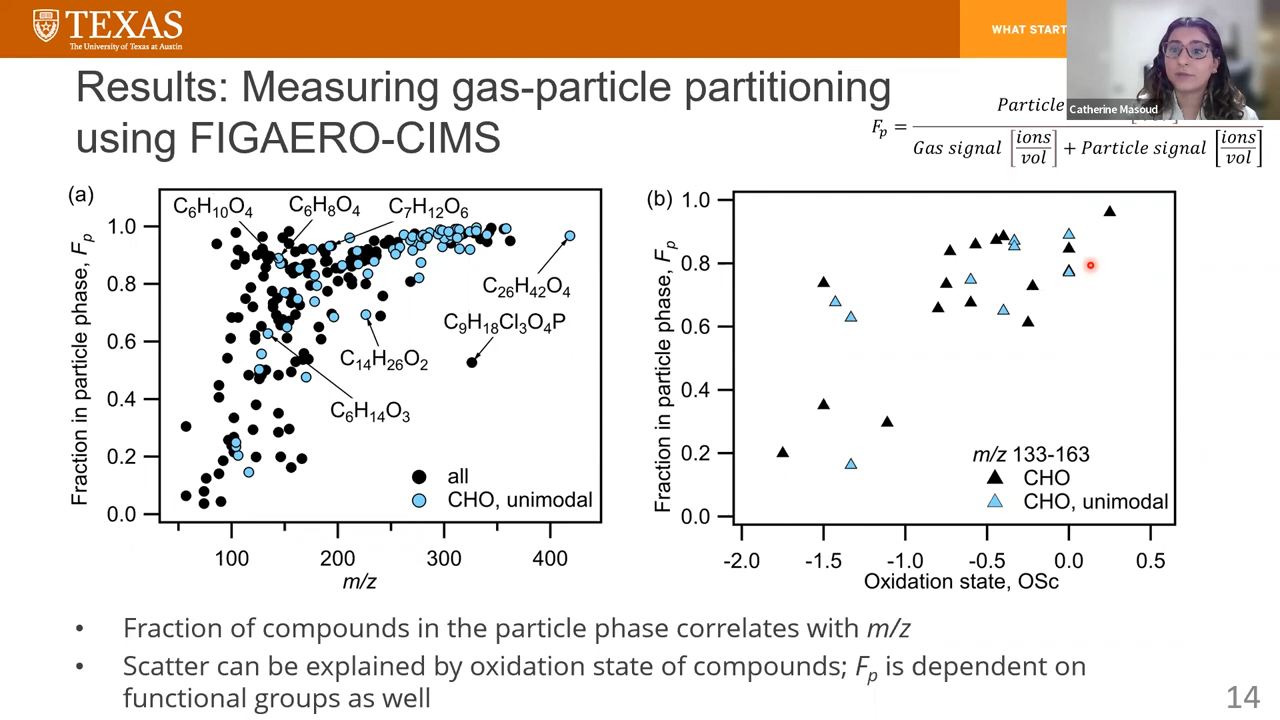 TEXAS
The University of Texas at Austin
WHAT START
Catherine Masoud
Results: Measuring gas-particle partitioning
using FIGAERO-CIMS
Particle
Fp =
Gas signal [ions/vol] + Particle signal [ions/vol]
(a)
C6H10O4
C6H8O4
C7H12O6
C26H42O4
C9H18Cl3O4P
C14H26O2
C6H14O3
Fraction in particle phase, Fp
1.0
0.8
0.6
0.4
0.2
0.0
all
CHO, unimodal
100
200
300
400
m/z
(b)
Fraction in particle phase, Fp
1.0
0.8
0.6
0.4
0.2
0.0
m/z 133-163
CHO
CHO, unimodal
-2.0
-1.5
-1.0
-0.5
0.0
0.5
Oxidation state, OSc
• Fraction of compounds in the particle phase correlates with m/z
• Scatter can be explained by oxidation state of compounds; Fp is dependent on
functional groups as well
14